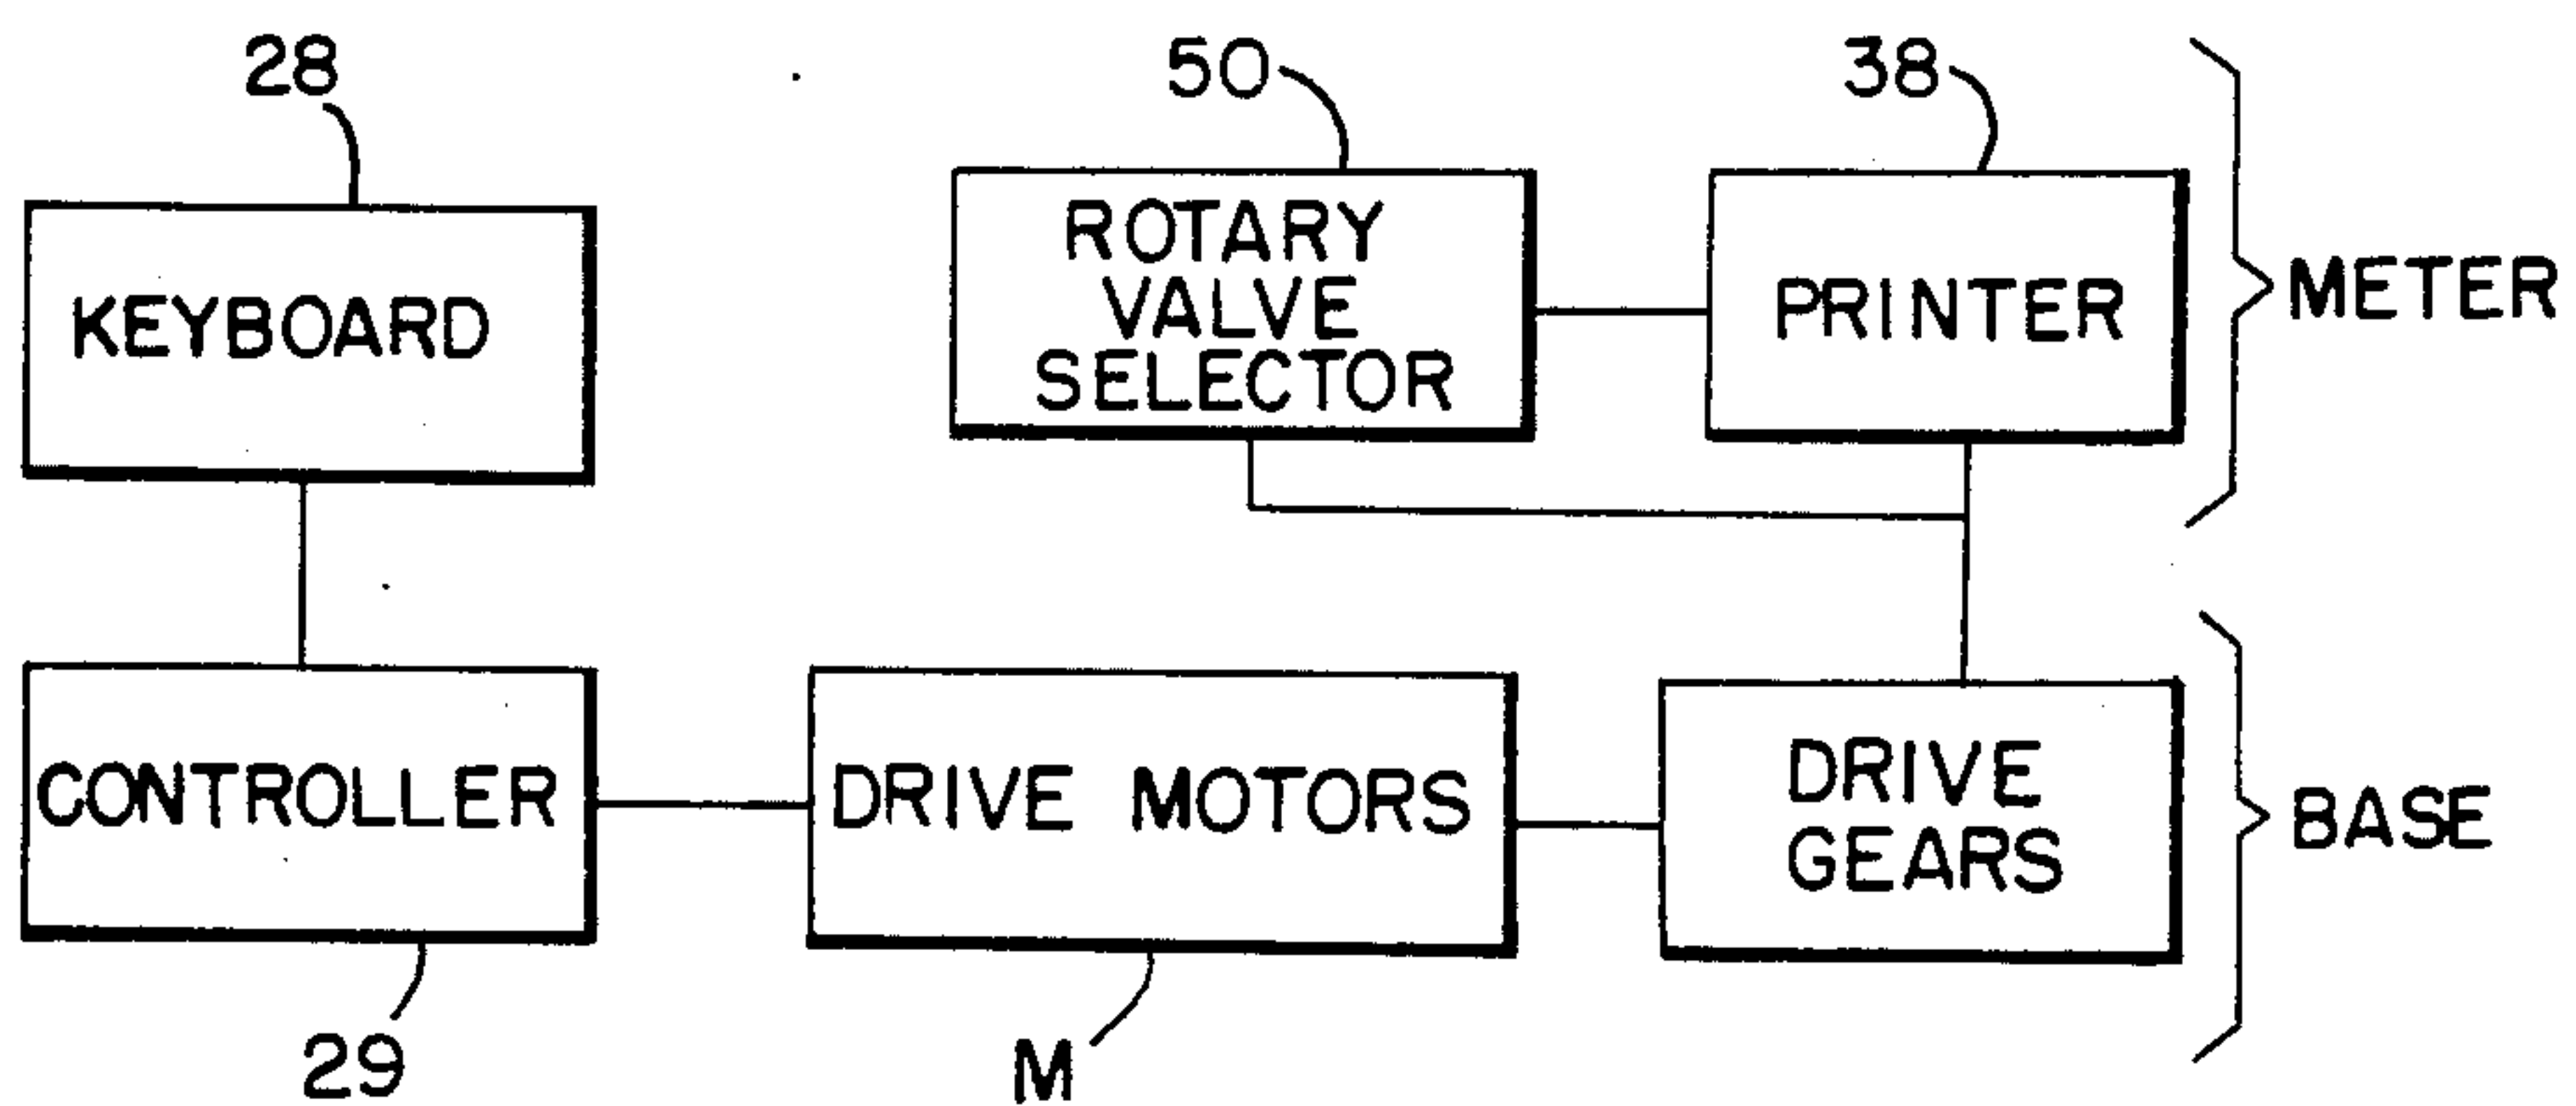 28
50
38
KEYBOARD
ROTARY
VALVE
SELECTOR
PRINTER
METER
CONTROLLER
DRIVE MOTORS
DRIVE
GEARS
BASE
29
M